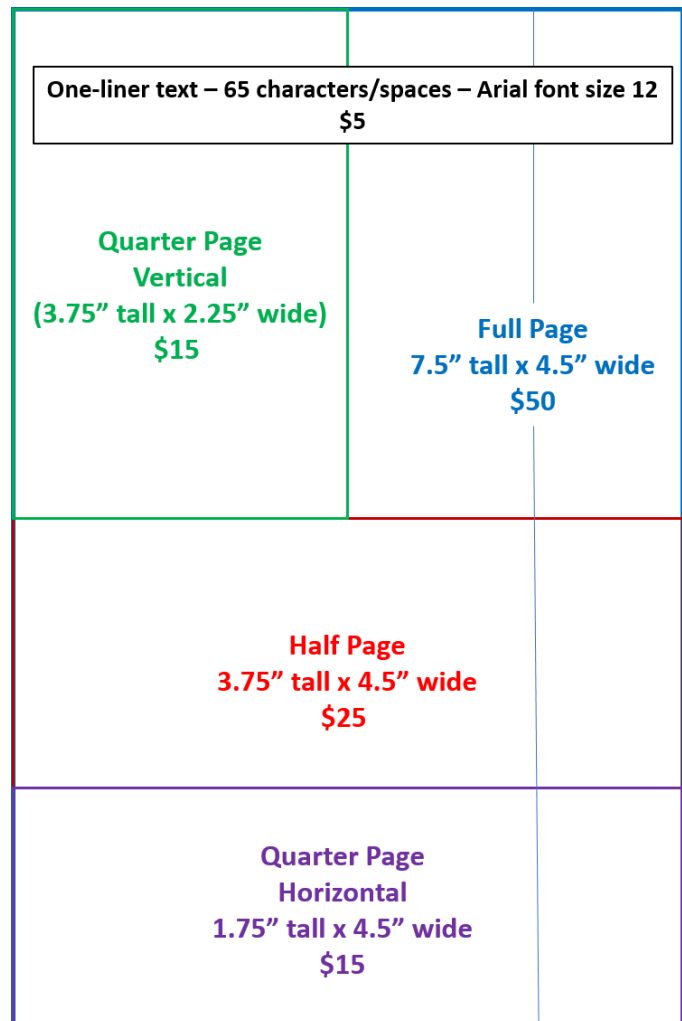 One-liner text – 65 characters/spaces – Arial font size 12
$5
Quarter Page
Vertical
(3.75” tall x 2.25” wide)
$15
Full Page
7.5” tall x 4.5” wide
$50
Half Page
3.75” tall x 4.5” wide
$25
Quarter Page
Horizontal
1.75” tall x 4.5” wide
$15